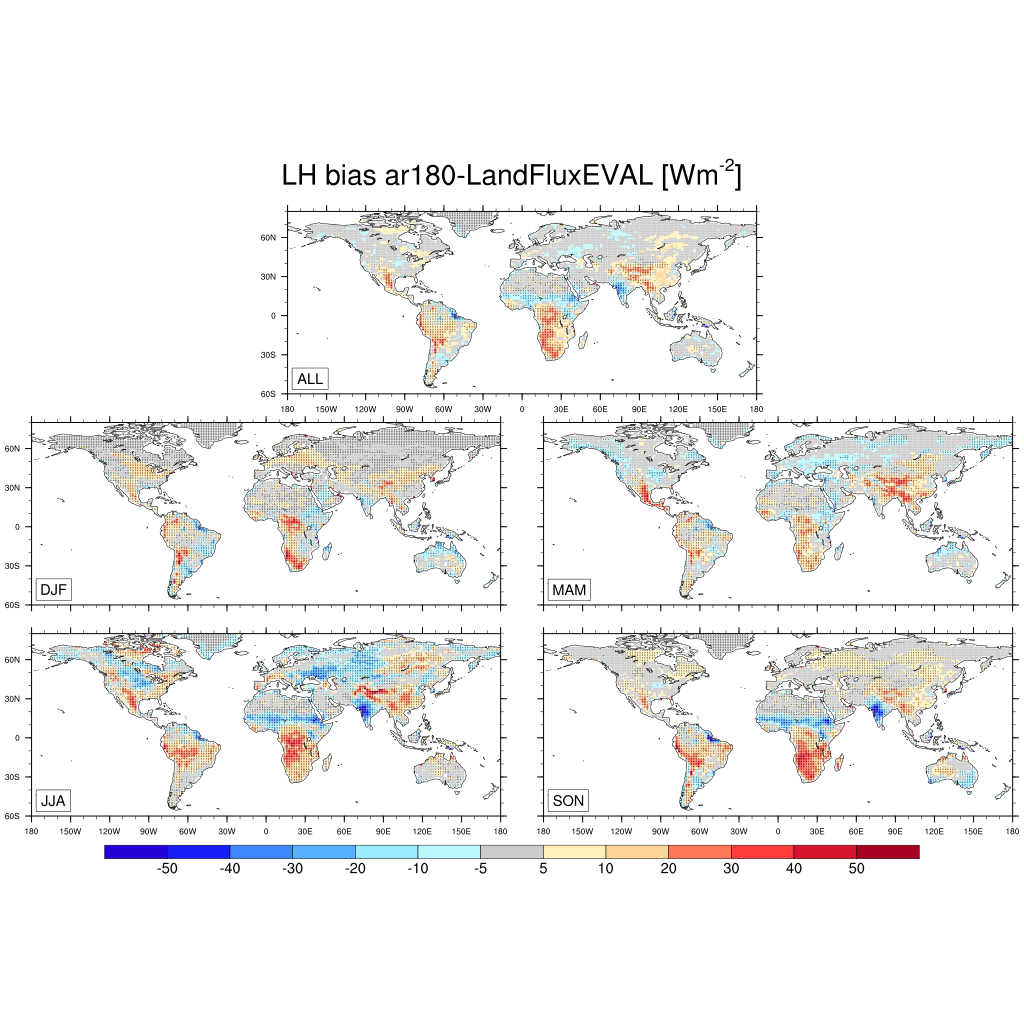 LH bias ar180-LandFluxEVAL [Wm-2]
60N
30N
0
30S
60S
ALL
180 150W 120W 90W 60W 30W 0 30E 60E 90E 120E 150E 180
60N 60N
30N 30N
0 0
30S 30S
60S 60S
DJF MAM
60N 60N
30N 30N
0 0
30S 30S
60S 60S
JJA SON
180 150W 120W 90W 60W 30W 0 30E 60E 90E 120E 150E 180 180 150W 120W 90W 60W 30W 0 30E 60E 90E 120E 150E 180
-50 -40 -30 -20 -10 -5 5 10 20 30 40 50